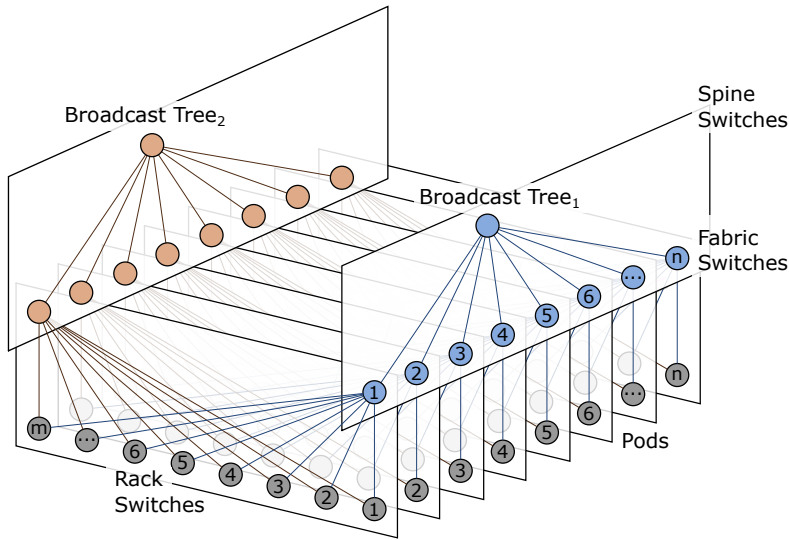 Spine
Switches
Broadcast Tree₂
Broadcast Tree₁
Fabric
Switches
n
...
6
5
4
3
2
1
n
...
6
5
4
3
2
m
...
6
5
4
3
2
1
Pods
Rack
Switches